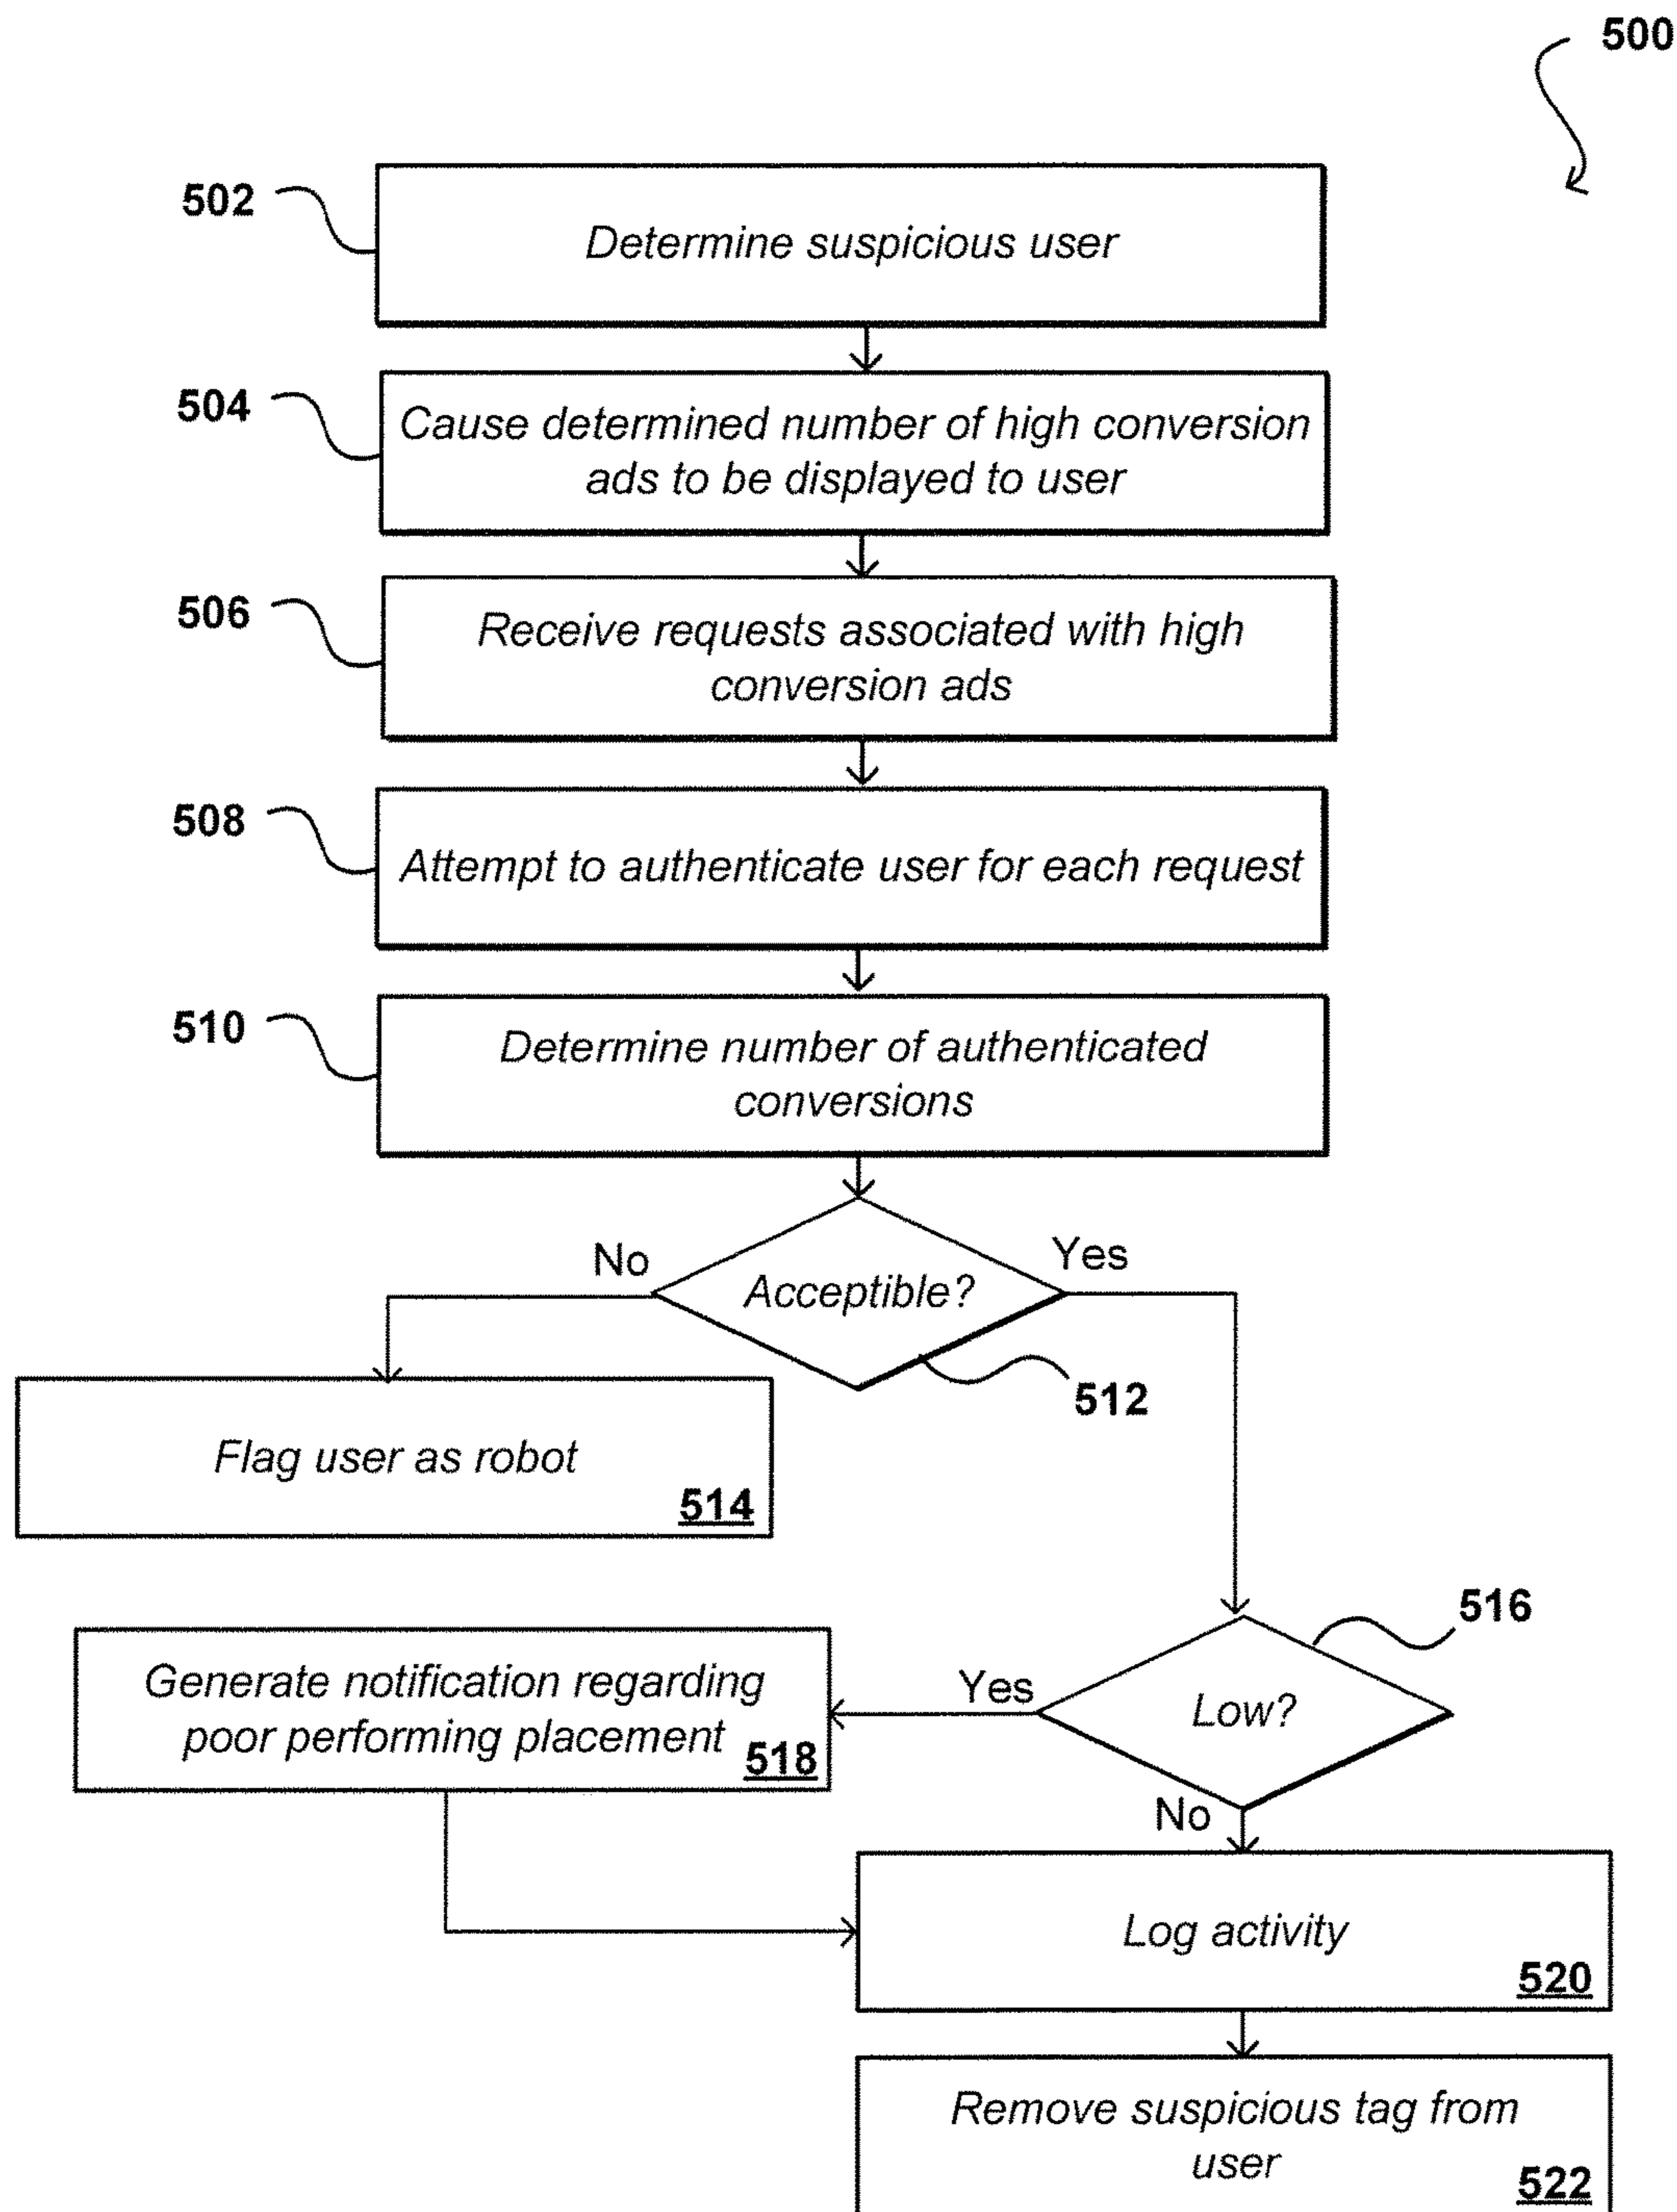 500
502
Determine suspicious user
504
Cause determined number of high conversion
ads to be displayed to user
506
Receive requests associated with high
conversion ads
508
Attempt to authenticate user for each request
510
Determine number of authenticated
conversions
No
Yes
Acceptible?
512
Flag user as robot
514
516
Generate notification regarding
poor performing placement
518
Yes
Low?
No
Log activity
520
Remove suspicious tag from
user
522